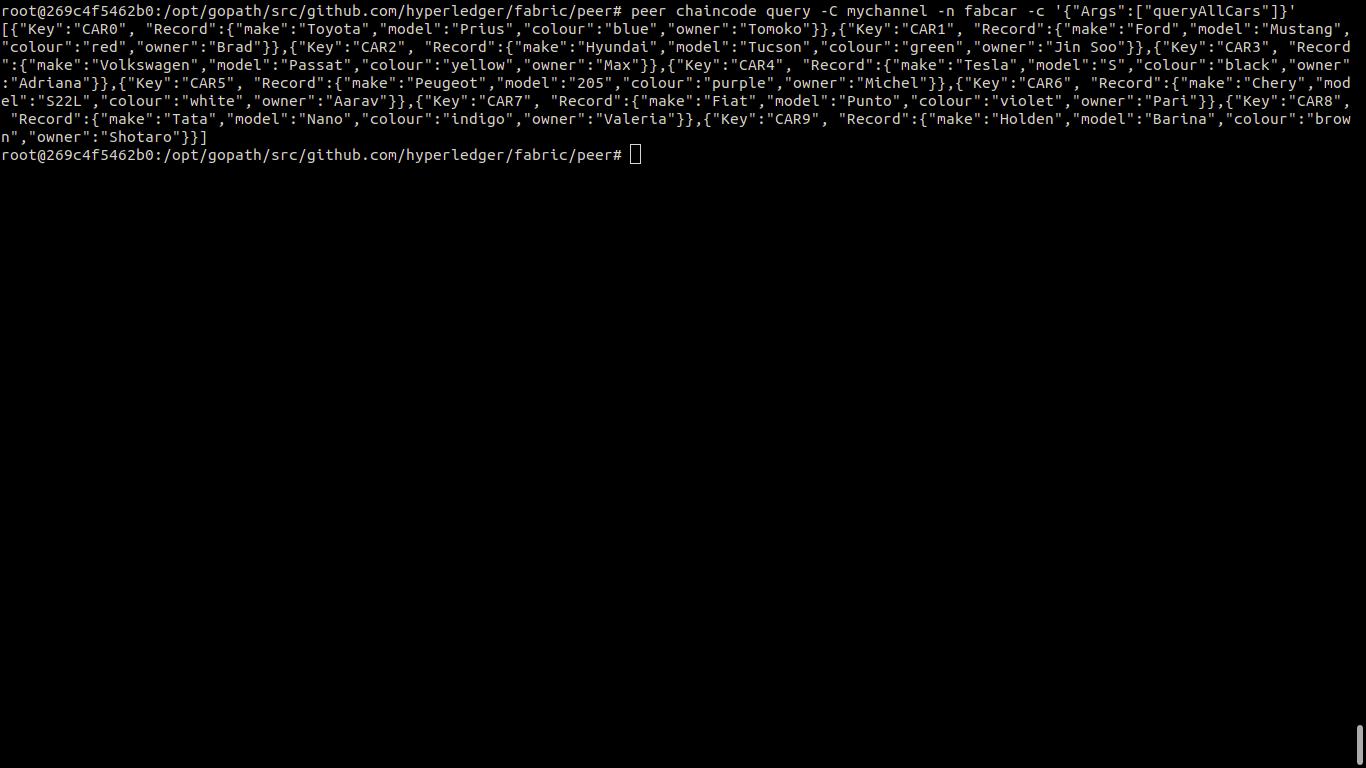 root@269c4f5462b0:/opt/gopath/src/github.com/hyperledger/fabric/peer# peer chaincode query -C mychannel -n fabcar -c '{"Args":["queryAllCars"]}'
[{"Key":"CAR0", "Record":{"make":"Toyota","model":"Prius","colour":"blue","owner":"Tomoko"}},{"Key":"CAR1", "Record":{"make":"Ford","model":"Mustang",
"colour":"red","owner":"Brad"}},{"Key":"CAR2", "Record":{"make":"Hyundai","model":"Tucson","colour":"green","owner":"Jin Soo"}},{"Key":"CAR3", "Record
":{"make":"Volkswagen","model":"Passat","colour":"yellow","owner":"Max"}},{"Key":"CAR4", "Record":{"make":"Tesla","model":"S","colour":"black","owner"
:"Adriana"}},{"Key":"CAR5", "Record":{"make":"Peugeot","model":"205","colour":"purple","owner":"Michel"}},{"Key":"CAR6", "Record":{"make":"Chery","mod
el":"S22L","colour":"white","owner":"Aarav"}},{"Key":"CAR7", "Record":{"make":"Fiat","model":"Punto","colour":"violet","owner":"Pari"}},{"Key":"CAR8",
 "Record":{"make":"Tata","model":"Nano","colour":"indigo","owner":"Valeria"}},{"Key":"CAR9", "Record":{"make":"Holden","model":"Barina","colour":"brow
n","owner":"Shotaro"}}]
root@269c4f5462b0:/opt/gopath/src/github.com/hyperledger/fabric/peer#